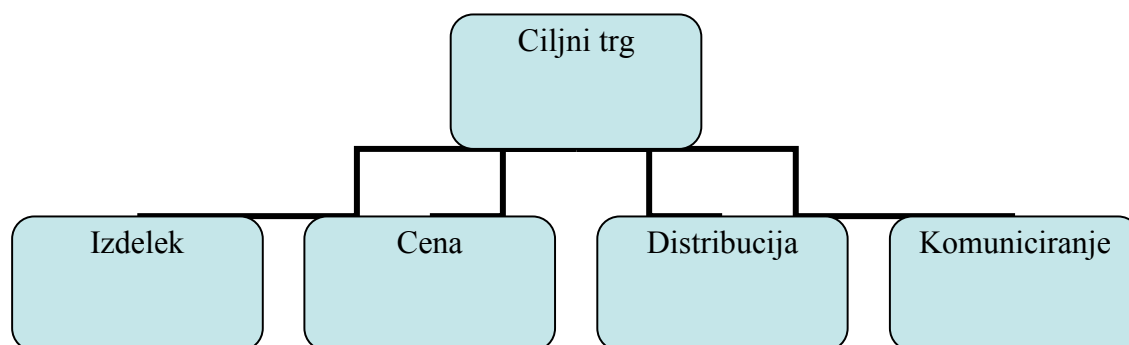 Ciljni trg
Izdelek
Cena
Distribucija
Komuniciranje